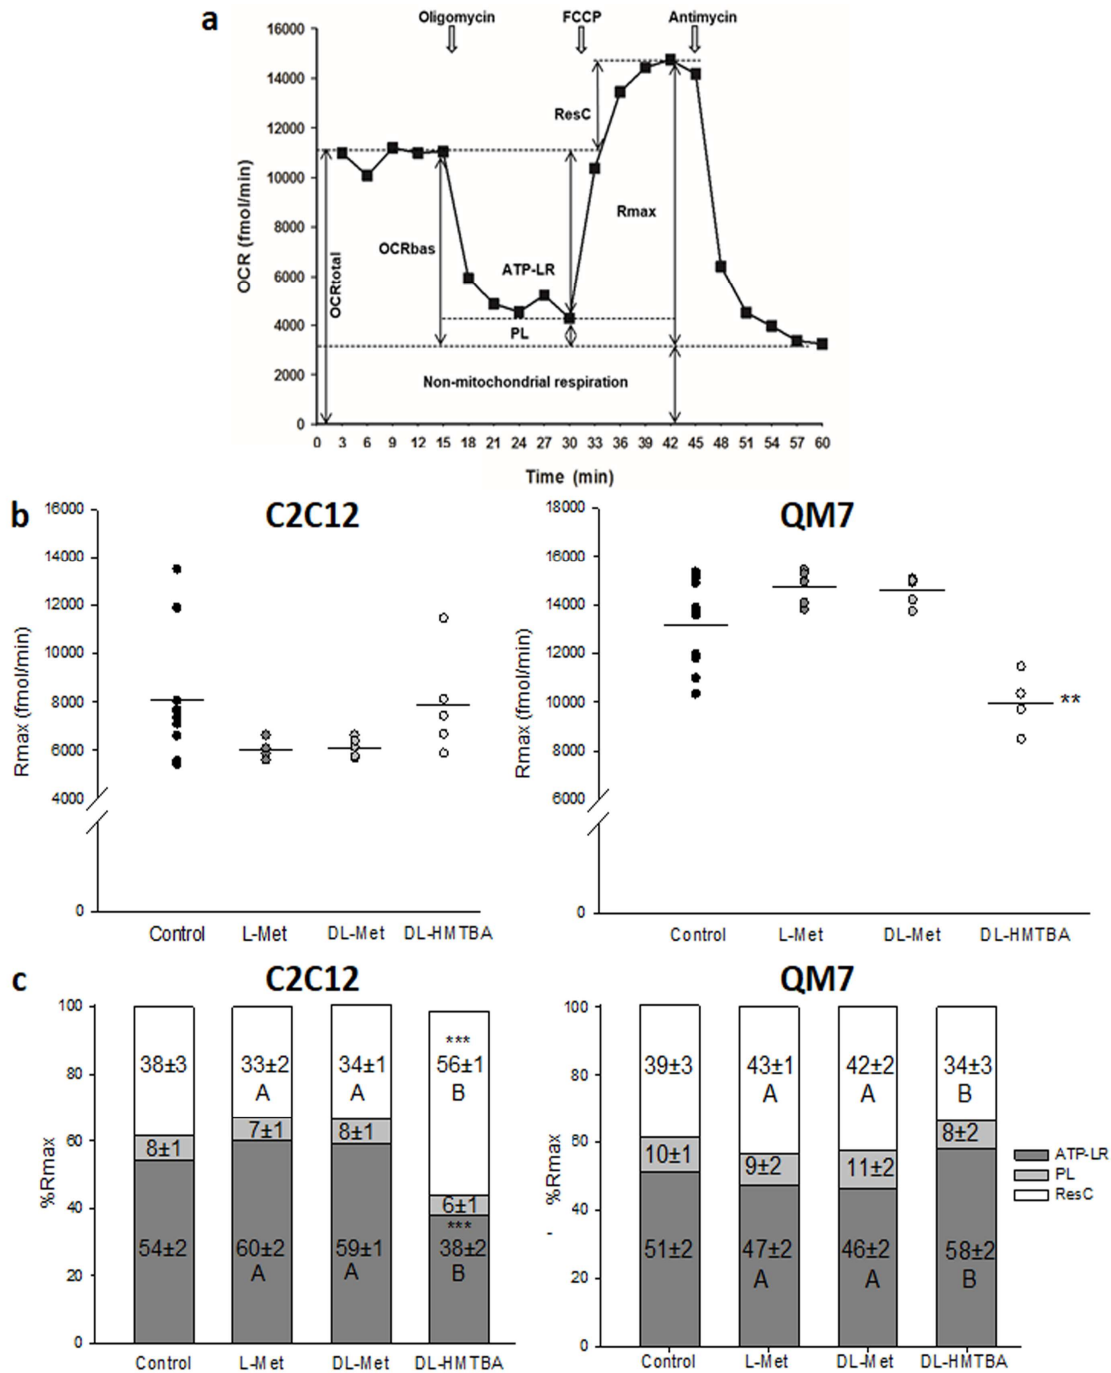 a
Oligomycin
FCCP
Antimycin
16000
14000
12000
10000
8000
6000
4000
2000
0
OCR (fmol/min)
OCRtotal
OCRbas
ATP-LR
PL
ResC
Rmax
Non-mitochondrial respiration
0 3 6 9 12 15 18 21 24 27 30 33 36 39 42 45 48 51 54 57 60
Time (min)
b
C2C12
16000
14000
12000
10000
8000
6000
4000
0
Rmax (fmol/min)
Control L-Met DL-Met DL-HMTBA
QM7
18000
16000
14000
12000
10000
8000
6000
0
Rmax (fmol/min)
**
Control L-Met DL-Met DL-HMTBA
c
C2C12
100
80
60
40
20
0
%Rmax
38±3 33±2 34±1 56±1
A A B
***
8±1 7±1 8±1 6±1
***
54±2 60±2 59±1 38±2
A A B
Control L-Met DL-Met DL-HMTBA
QM7
100
80
60
40
20
0
%Rmax
-
39±3 43±1 42±2 34±3
A A B
10±1 9±2 11±2 8±2
51±2 47±2 46±2 58±2
A A B
Control L-Met DL-Met DL-HMTBA
ATP-LR
PL
ResC